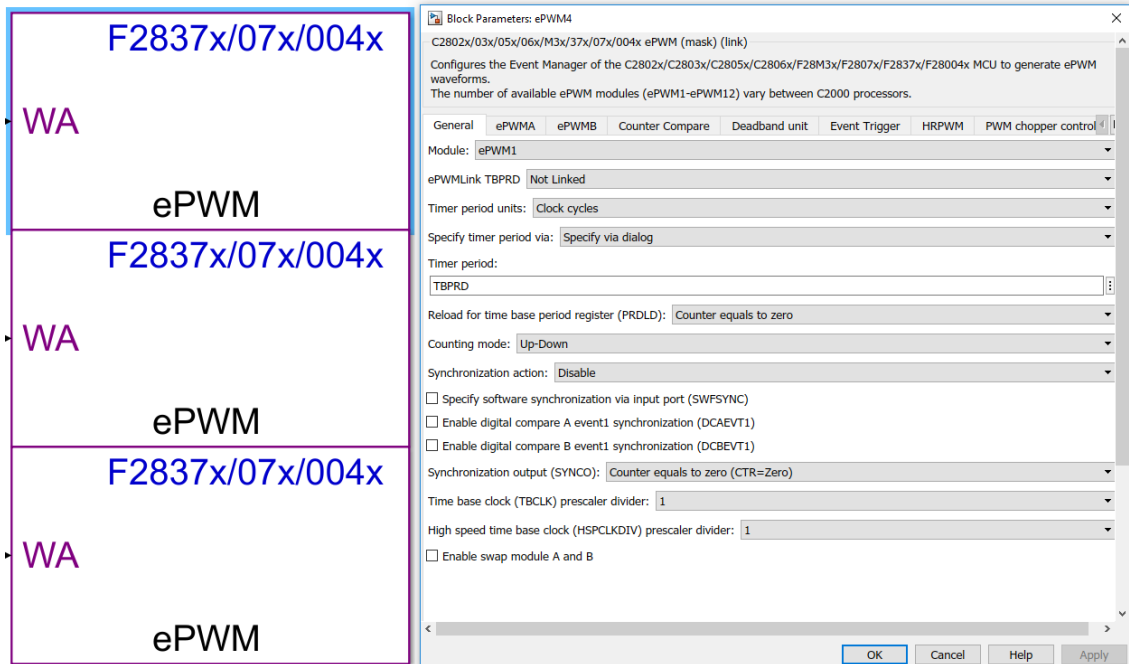 F2837x/07x/004x
WA
ePWM
F2837x/07x/004x
WA
ePWM
F2837x/07x/004x
WA
ePWM
Block Parameters: ePWM4
C2802x/03x/05x/06x/M3x/37x/07x/004x ePWM (mask) (link)
Configures the Event Manager of the C2802x/C2803x/C2805x/C2806x/F28M3x/F2807x/F2837x/F28004x MCU to generate ePWM
waveforms.
The number of available ePWM modules (ePWM1-ePWM12) vary between C2000 processors.
General ePWMA ePWMB Counter Compare Deadband unit Event Trigger HRPWM PWM chopper control
Module: ePWM1
ePWMLink TBPRD Not Linked
Timer period units: Clock cycles
Specify timer period via: Specify via dialog
Timer period:
TBPRD
Reload for time base period register (PRDLD): Counter equals to zero
Counting mode: Up-Down
Synchronization action: Disable
Specify software synchronization via input port (SWFSYNC)
Enable digital compare A event1 synchronization (DCAEVT1)
Enable digital compare B event1 synchronization (DCBEVT1)
Synchronization output (SYNCO): Counter equals to zero (CTR=Zero)
Time base clock (TBCLK) prescaler divider: 1
High speed time base clock (HSPCLKDIV) prescaler divider: 1
Enable swap module A and B
OK Cancel Help Apply